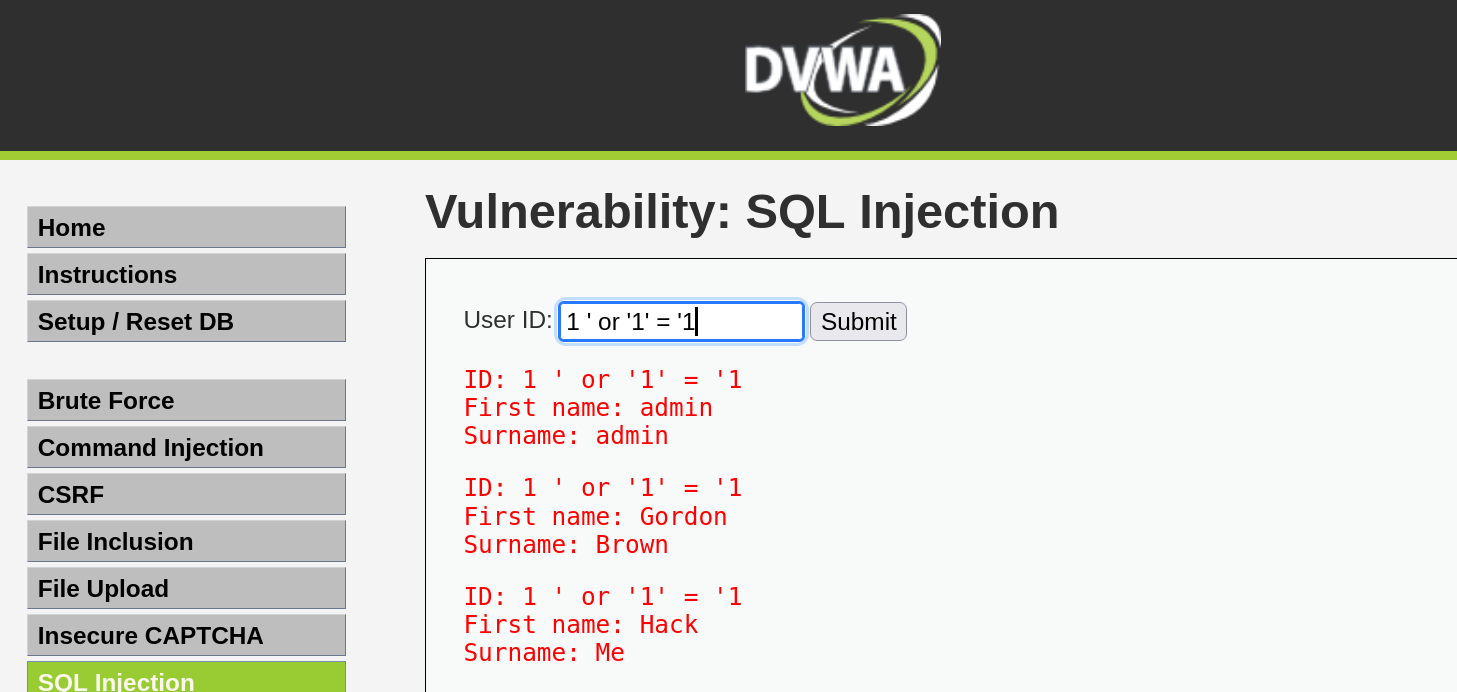 DVWA
Home
Instructions
Setup / Reset DB
Brute Force
Command Injection
CSRF
File Inclusion
File Upload
Insecure CAPTCHA
SQL Injection
Vulnerability: SQL Injection
User ID: 1 ' or '1' = '1 Submit
ID: 1 ' or '1' = '1
First name: admin
Surname: admin
ID: 1 ' or '1' = '1
First name: Gordon
Surname: Brown
ID: 1 ' or '1' = '1
First name: Hack
Surname: Me